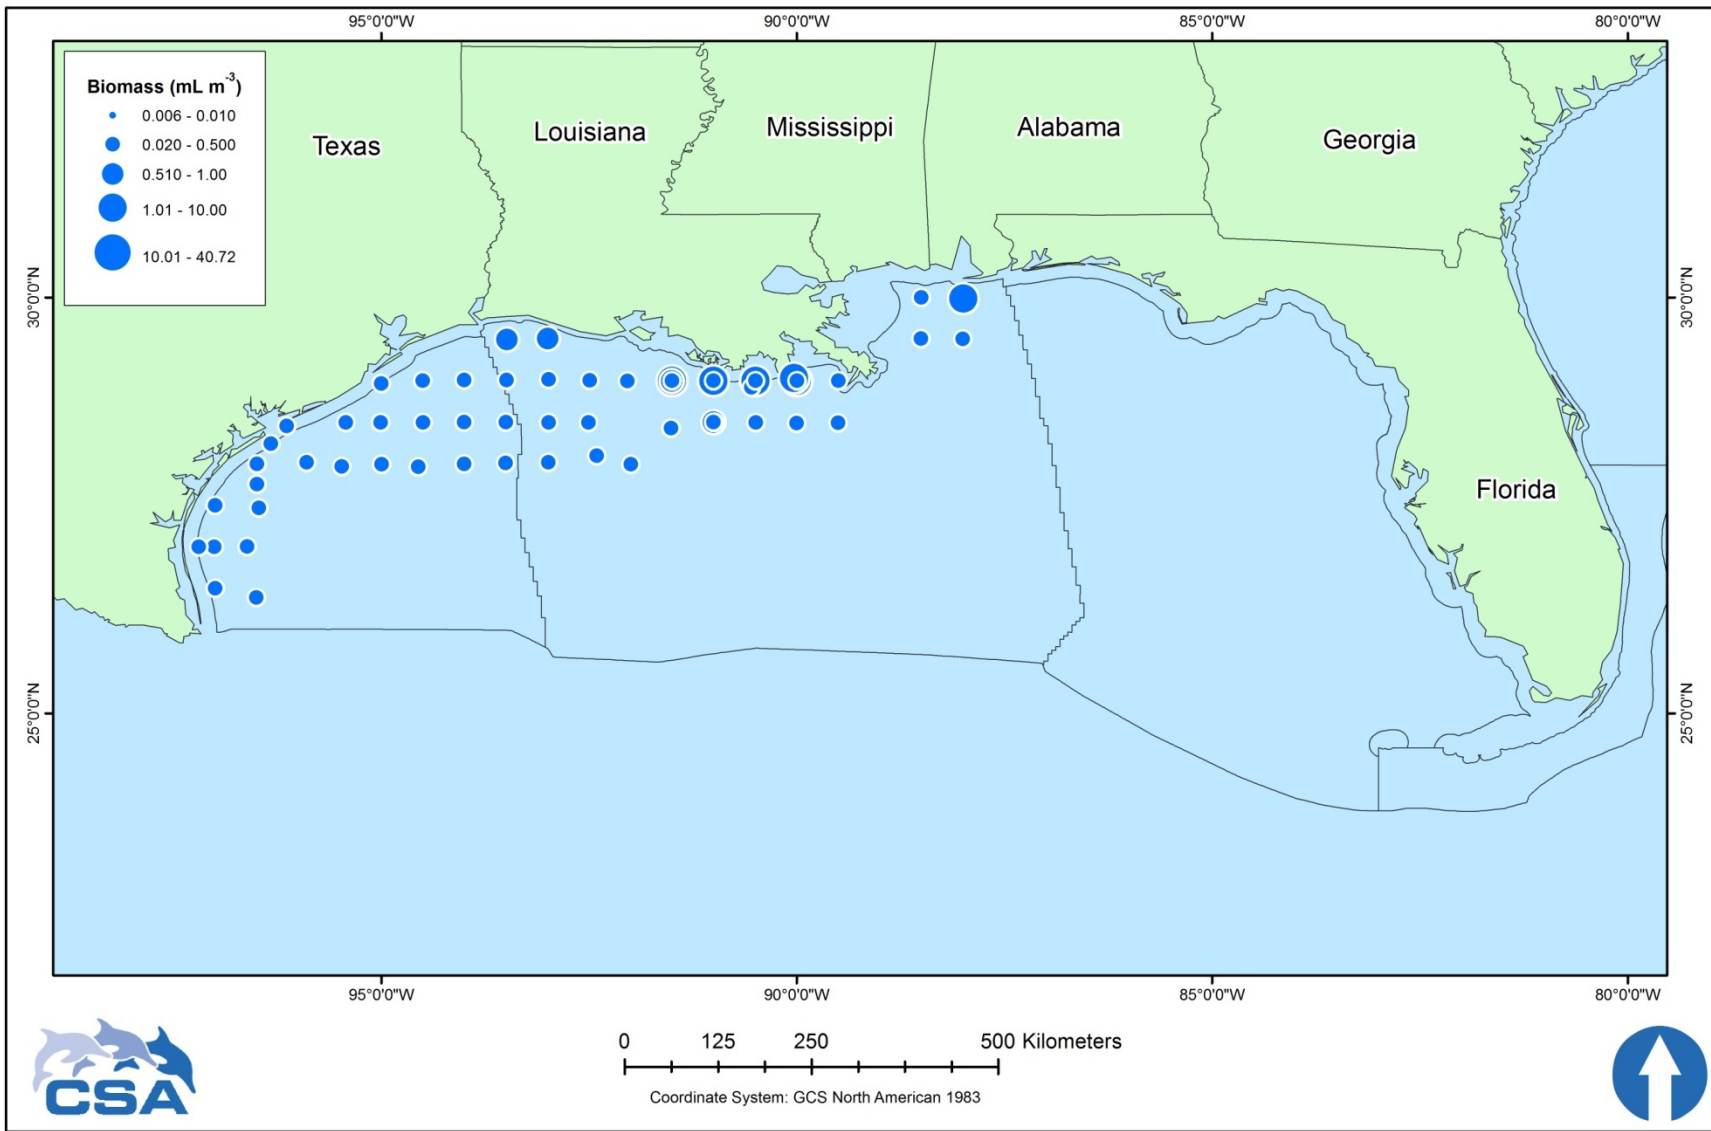 95°0'0"W 90°0'0"W 85°0'0"W 80°0'0"W
Biomass (mL m⁻³)
0.006 - 0.010
0.020 - 0.500
0.510 - 1.00
1.01 - 10.00
10.01 - 40.72
Texas
Louisiana
Mississippi
Alabama
Georgia
Florida
30°0'0"N
30°0'0"N
25°0'0"N
25°0'0"N
95°0'0"W 90°0'0"W 85°0'0"W 80°0'0"W
CSA
0 125 250 500 Kilometers
Coordinate System: GCS North American 1983